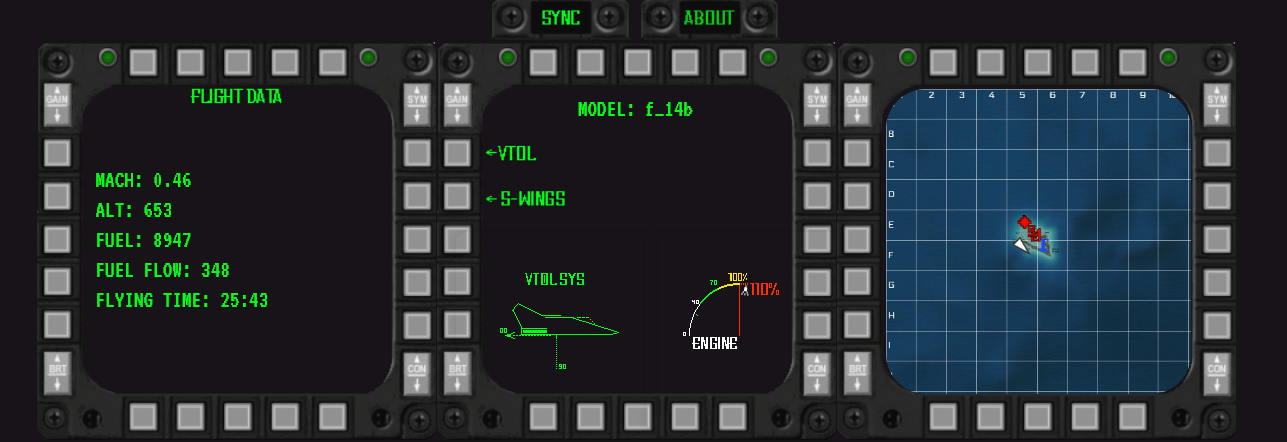 SYNC ABOUT
GAIN SYM GAIN SYM GAIN SYM
FLIGHT DATA
MACH: 0.46
ALT: 653
FUEL: 8947
FUEL FLOW: 348
FLYING TIME: 25:43
BRT CON
MODEL: f_14b
←VTOL
←S-WINGS
VTOL SYS
00
90
0
40
70
100%
110%
ENGINE
BRT CON
2 3 4 5 6 7 8 9
B
C
D
E
F
G
H
I
BRT CON